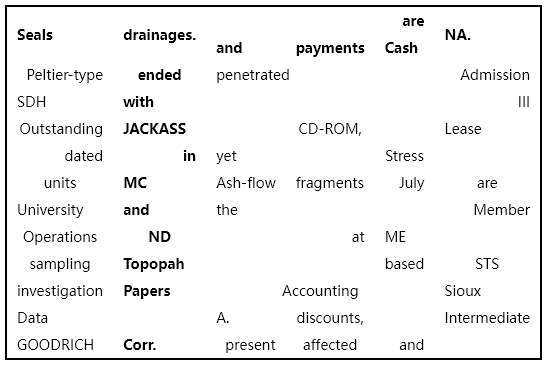 are
Seals drainages. and payments Cash NA.
Peltier-type ended penetrated Admission
SDH with III
Outstanding JACKASS CD-ROM, Lease
dated in yet Stress
units MC Ash-flow fragments July are
University and the Member
Operations ND at ME
sampling Topopah based STS
investigation Papers Accounting Sioux
Data A. discounts, Intermediate
GOODRICH Corr. present affected and